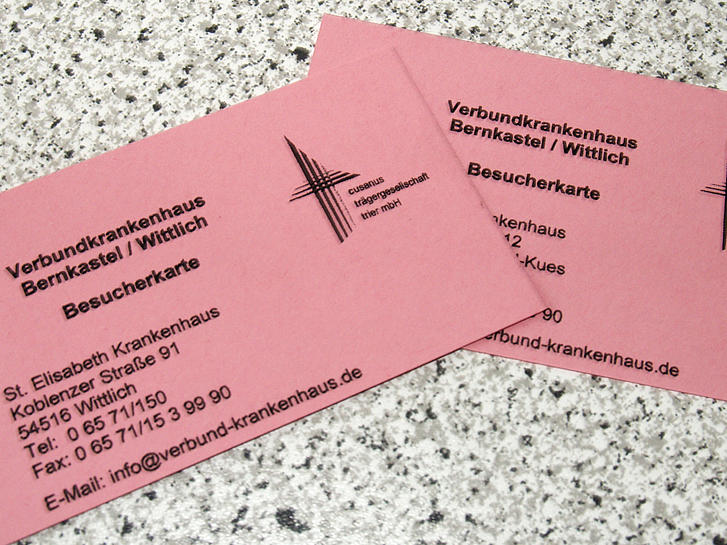 Verbundkrankenhaus
Bernkastel / Wittlich
Besucherkarte
cusanus
trägergesellschaft
trier mbH
St. Elisabeth Krankenhaus
Koblenzer Straße 91
54516 Wittlich
Tel: 0 65 71/150
Fax: 0 65 71/15 3 99 90
E-Mail: info@verbund-krankenhaus.de
Verbundkrankenhaus
Bernkastel / Wittlich
Besucherkarte
nkenhaus
12
l-Kues
90
erbund-krankenhaus.de